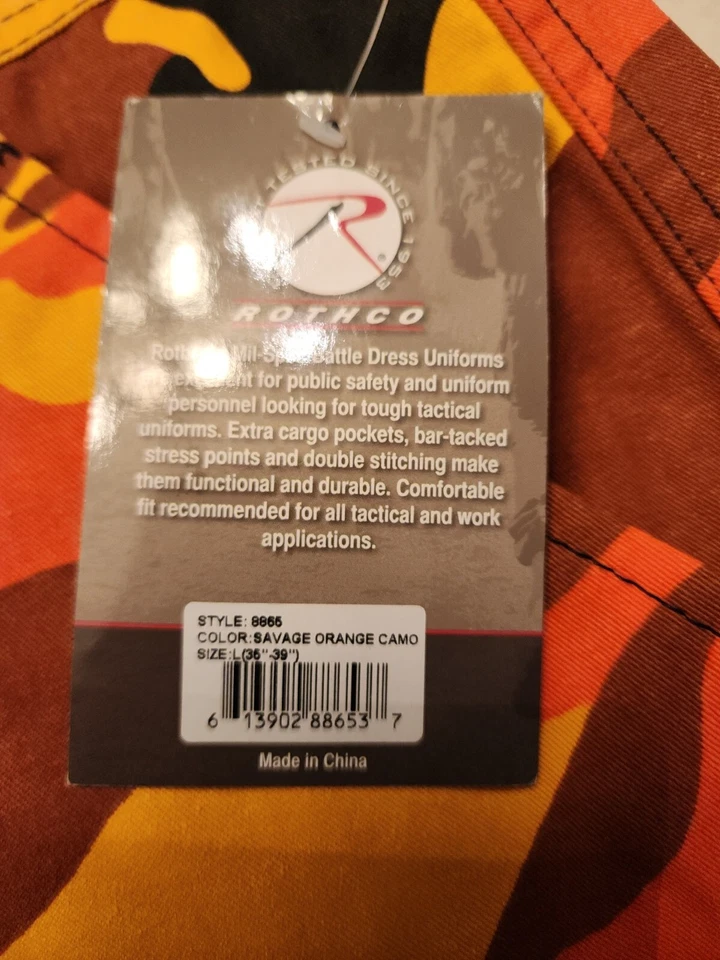 TESTED SINCE 1953
R
®
ROTHCO
Dress Uniforms
for public safety and uniform
personnel looking for tough tactical
uniforms. Extra cargo pockets, bar-tacked
stress points and double stitching make
them functional and durable. Comfortable
fit recommended for all tactical and work
applications.
STYLE: 8865
COLOR:SAVAGE ORANGE CAMO
SIZE:L(35"-39")
6 13902 88653 7
Made in China